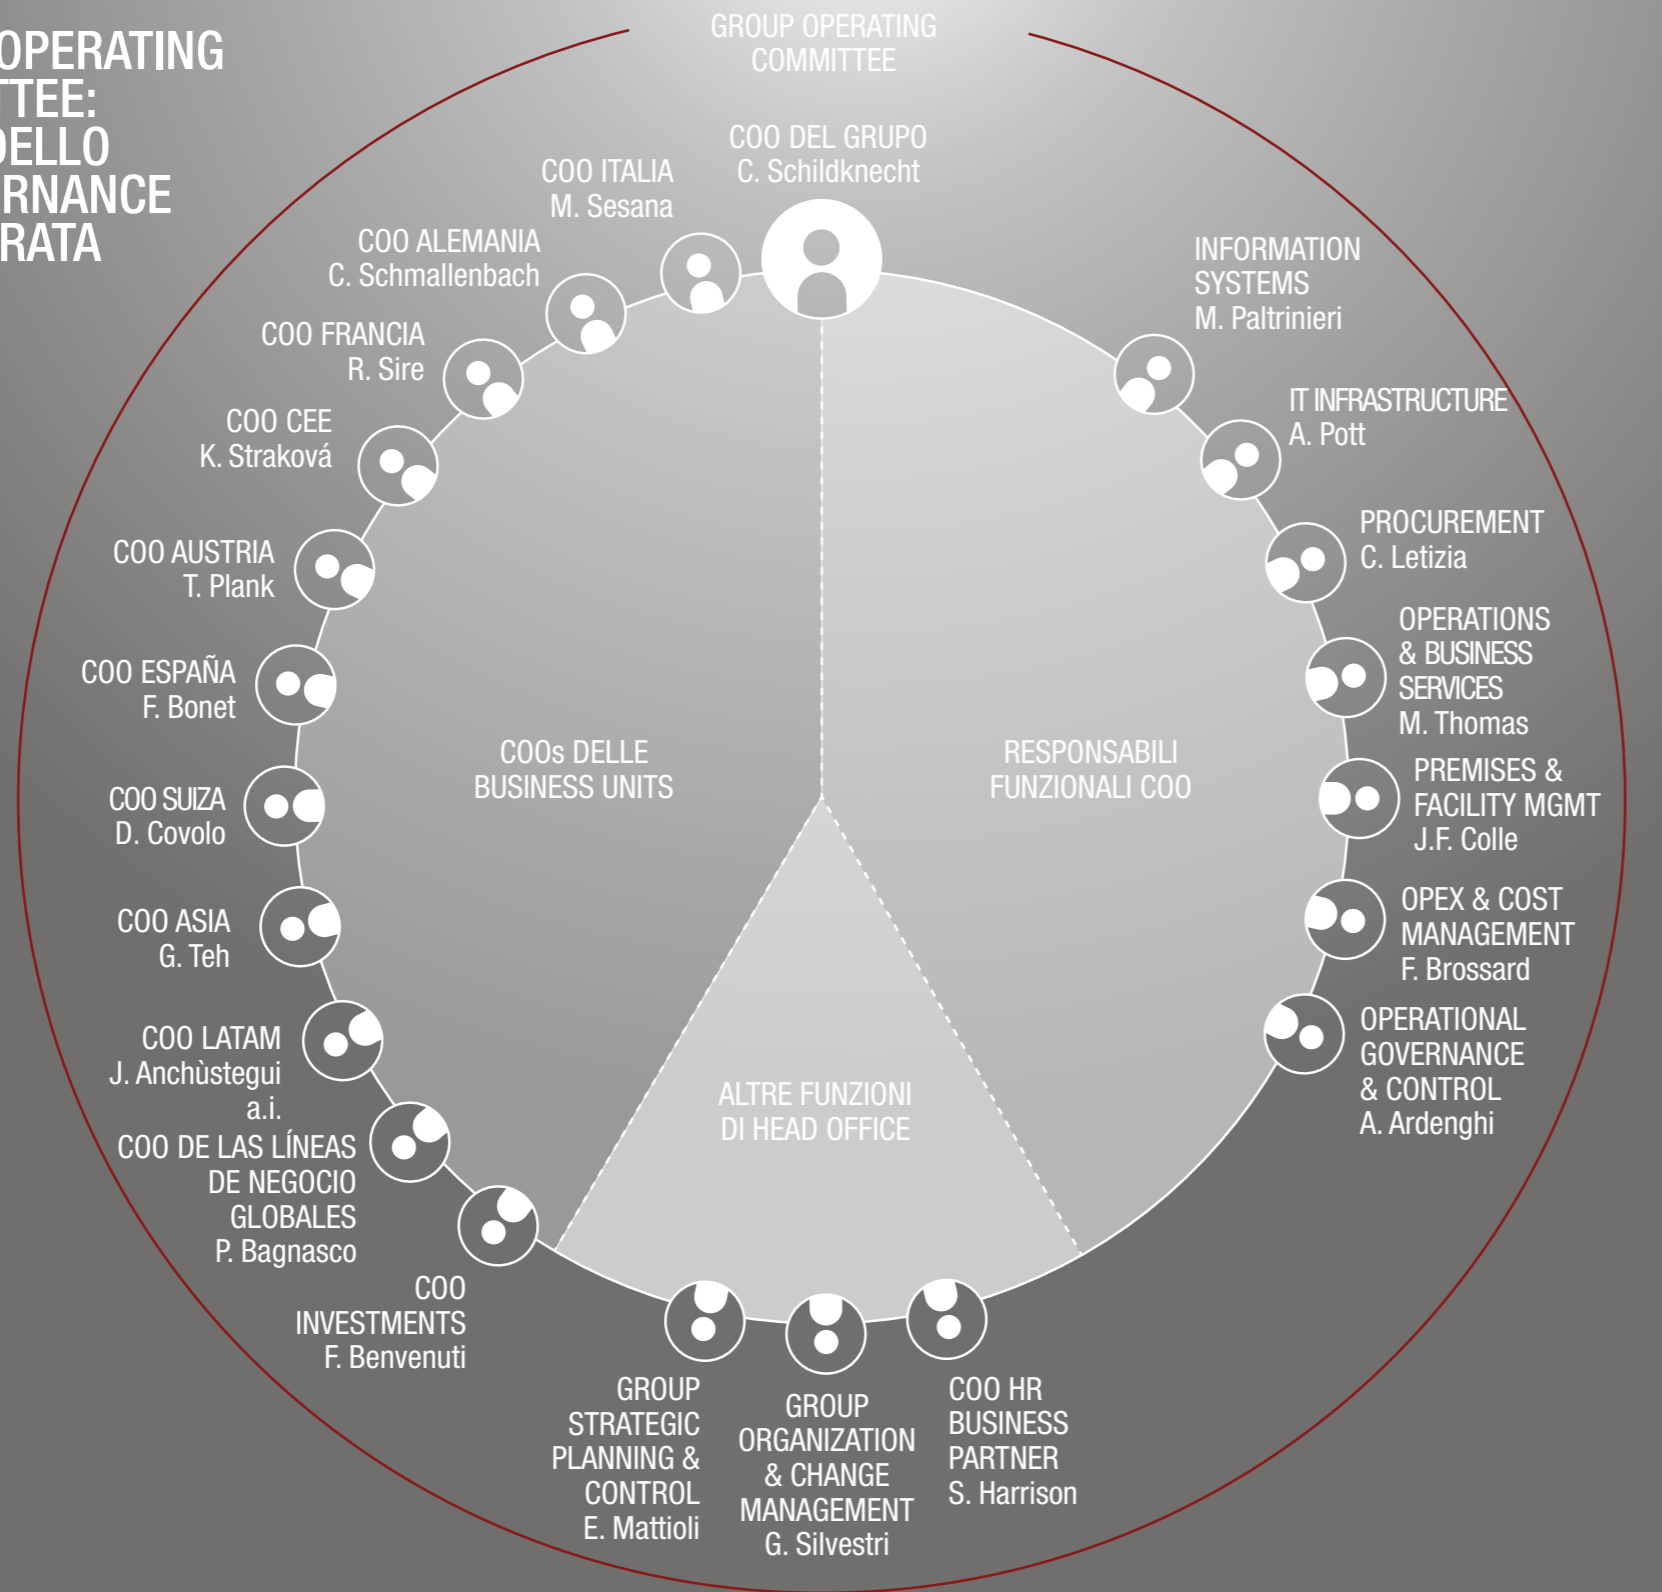 OPERATING
TTEE:
DELLO
RNANCE
RATA
GROUP OPERATING
COMMITTEE
COO DEL GRUPO
C. Schildknecht
COO ITALIA
M. Sesana
COO ALEMANIA
C. Schmallenbach
COO FRANCIA
R. Sire
COO CEE
K. Straková
COO AUSTRIA
T. Plank
COO ESPAÑA
F. Bonet
COO SUIZA
D. Covolo
COO ASIA
G. Teh
COO LATAM
J. Anchùstegui
a.i.
COO DE LAS LÍNEAS
DE NEGOCIO
GLOBALES
P. Bagnasco
COO
INVESTMENTS
F. Benvenuti
COOs DELLE
BUSINESS UNITS
RESPONSABILI
FUNZIONALI COO
ALTRE FUNZIONI
DI HEAD OFFICE
INFORMATION
SYSTEMS
M. Paltrinieri
IT INFRASTRUCTURE
A. Pott
PROCUREMENT
C. Letizia
OPERATIONS
& BUSINESS
SERVICES
M. Thomas
PREMISES &
FACILITY MGMT
J.F. Colle
OPEX & COST
MANAGEMENT
F. Brossard
OPERATIONAL
GOVERNANCE
& CONTROL
A. Ardenghi
GROUP
STRATEGIC
PLANNING &
CONTROL
E. Mattioli
GROUP
ORGANIZATION
& CHANGE
MANAGEMENT
G. Silvestri
COO HR
BUSINESS
PARTNER
S. Harrison